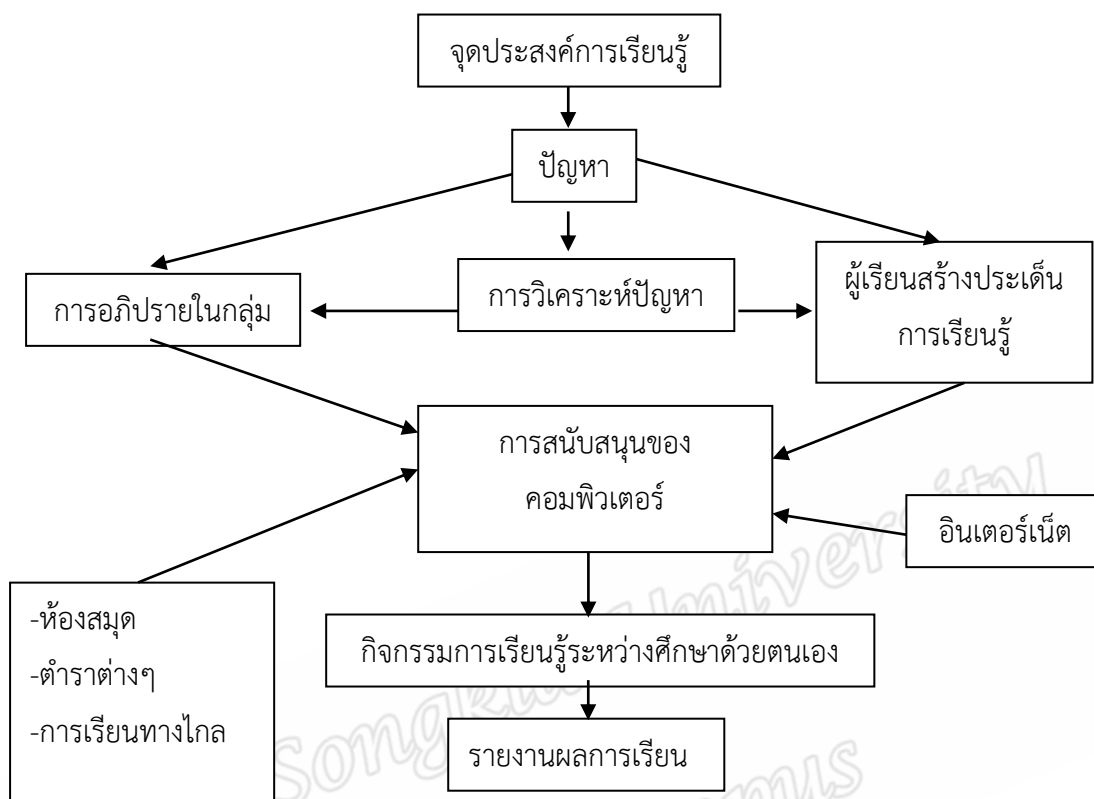 จุดประสงค์การเรียนรู้
ปัญหา
การอภิปรายในกลุ่ม
การวิเคราะห์ปัญหา
ผู้เรียนสร้างประเด็น
การเรียนรู้
การสนับสนุนของ
คอมพิวเตอร์
อินเตอร์เน็ต
-ห้องสมุด
-ตำราต่างๆ
-การเรียนทางไกล
กิจกรรมการเรียนรู้ระหว่างศึกษาด้วยตนเอง
รายงานผลการเรียน
University